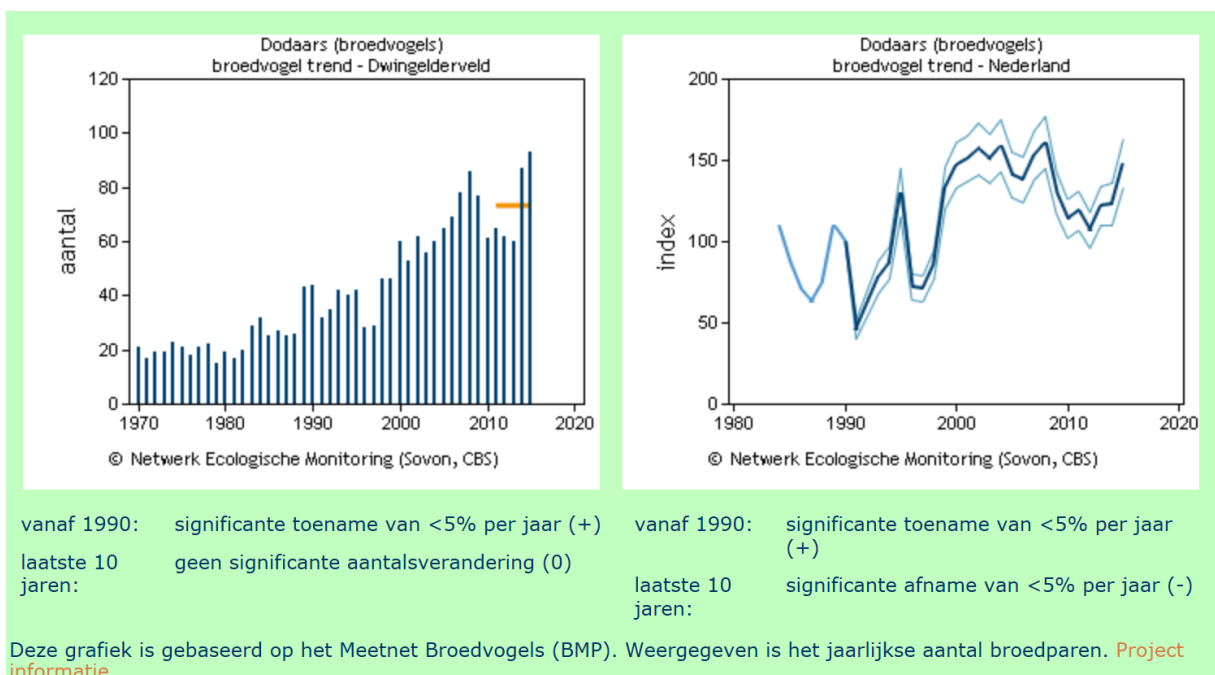 Dodaars (broedvogels)
broedvogel trend - Dwingelderveld
120
100
80
60
40
20
0
aantal
1970 1980 1990 2000 2010 2020
© Netwerk Ecologische Monitoring (Sovon, CBS)
Dodaars (broedvogels)
broedvogel trend - Nederland
200
150
100
50
0
index
1980 1990 2000 2010 2020
© Netwerk Ecologische Monitoring (Sovon, CBS)
vanaf 1990: significante toename van <5% per jaar (+)
laatste 10 geen significante aantalsverandering (0)
jaren:
vanaf 1990: significante toename van <5% per jaar
(+)
laatste 10 significante afname van <5% per jaar (-)
jaren:
Deze grafiek is gebaseerd op het Meetnet Broedvogels (BMP). Weergegeven is het jaarlijkse aantal broedparen. Project
informatie